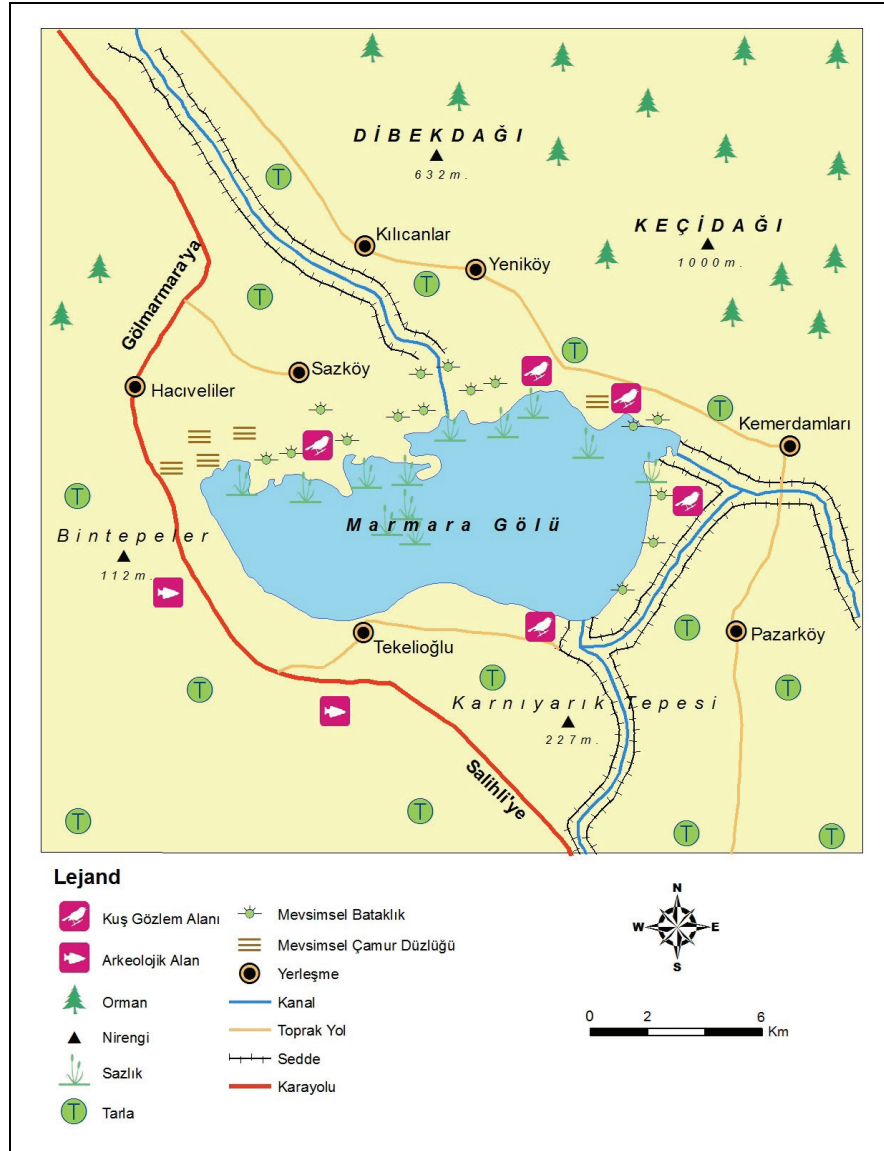 DİBEKDAĞI
632m.
KEÇİDAĞI
1000m.
Kılıcanlar
Yeniköy
Gölmarmara'ya
Sazköy
Hacıveliler
Kemerdamları
Marmara Gölü
Bintepeler
112m.
Tekelioğlu
Pazarköy
Karnıyarık Tepesi
227m.
Salihli'ye
T
T
T
T
T
T
T
T
T
T
T
T
T
T
Lejand
Kuş Gözlem Alanı
Arkeolojik Alan
Orman
Nirengi
Sazlık
T Tarla
Mevsimsel Bataklık
Mevsimsel Çamur Düzlüğü
Yerleşme
Kanal
Toprak Yol
Sedde
Karayolu
N
W E
S
0 2 6
Km